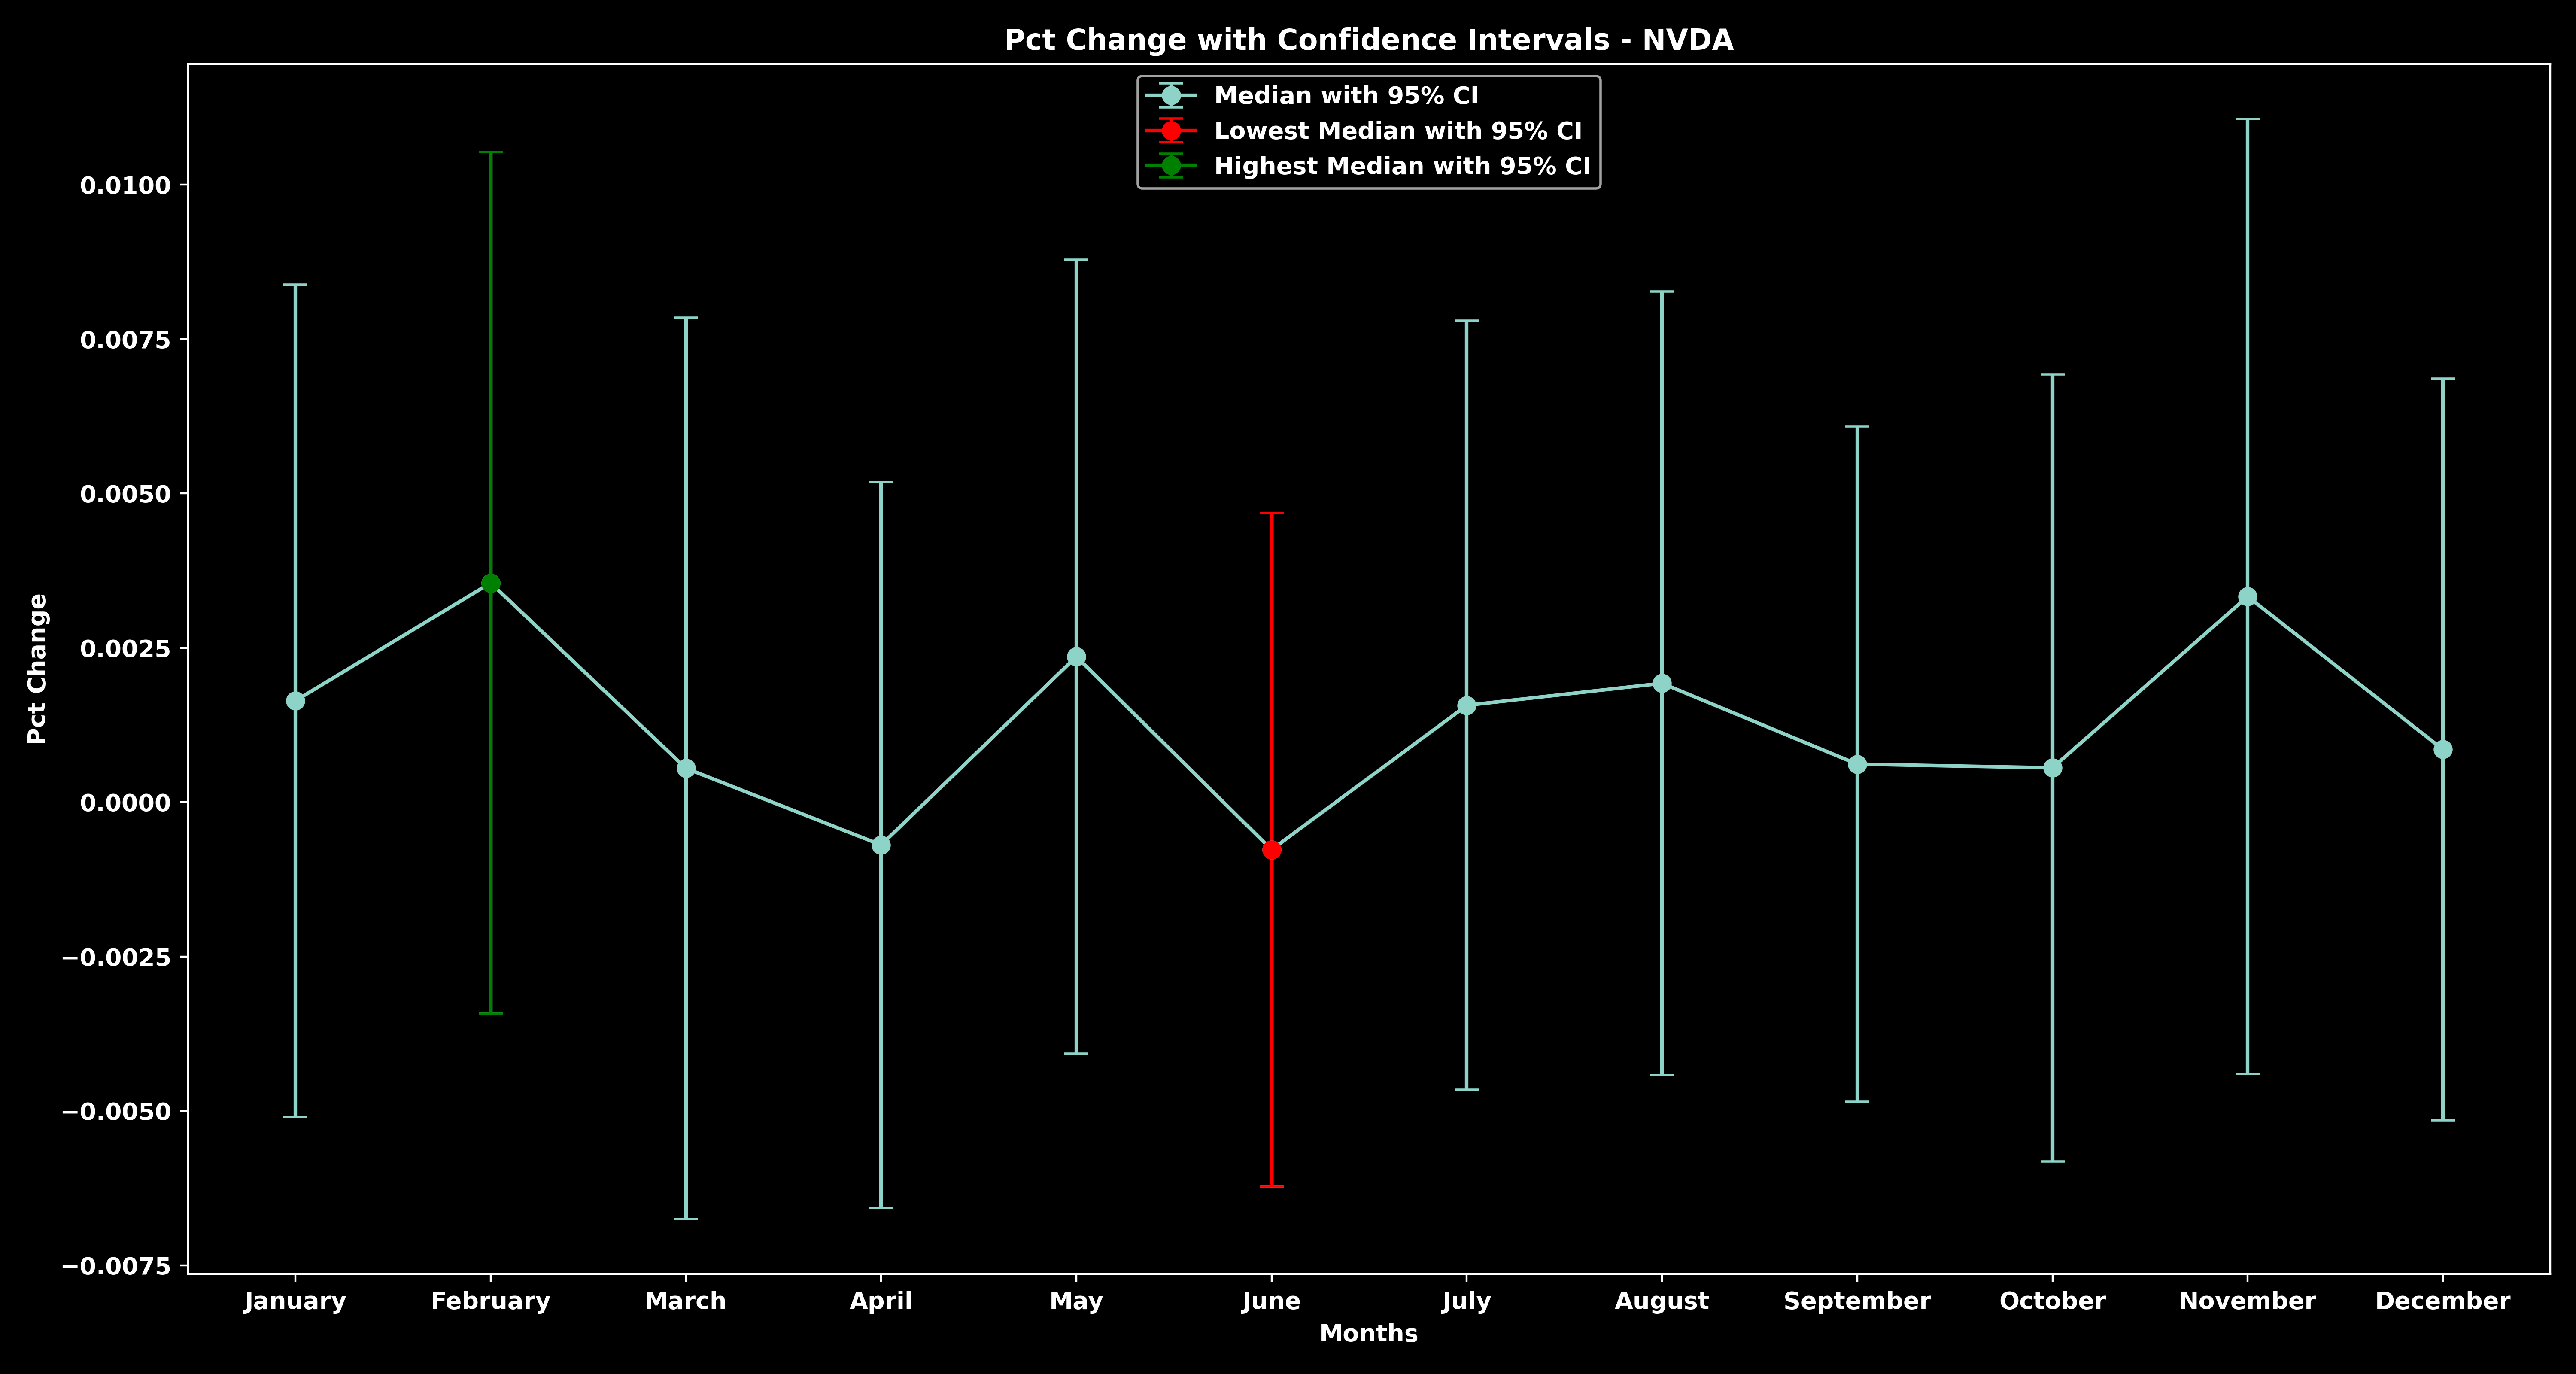 Pct Change with Confidence Intervals - NVDA
Median with 95% CI
Lowest Median with 95% CI
Highest Median with 95% CI
0.0100
0.0075
0.0050
0.0025
0.0000
−0.0025
−0.0050
−0.0075
Pct Change
January February March April May June July August September October November December
Months